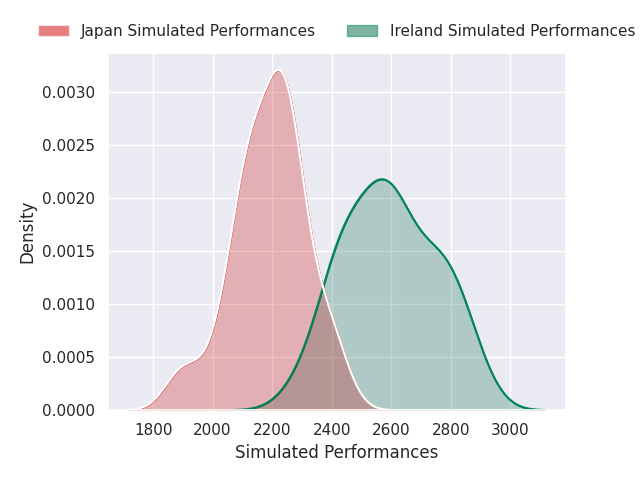 Japan Simulated Performances Ireland Simulated Performances
0.0030
0.0025
0.0020
0.0015
0.0010
0.0005
0.0000
Density
1800 2000 2200 2400 2600 2800 3000
Simulated Performances